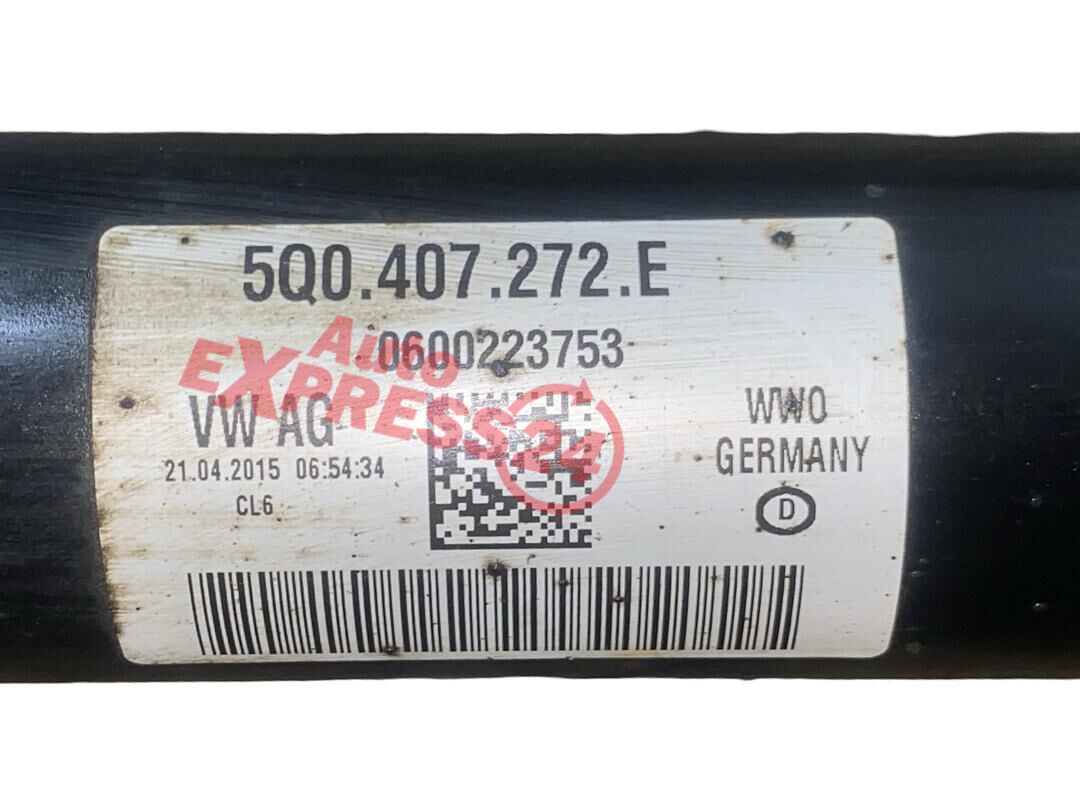 5Q0.407.272.E
0600223753
Auto
EXPRESS24
VW AG
WWO
21.04.2015 06:54:34
GERMANY
CL6
D